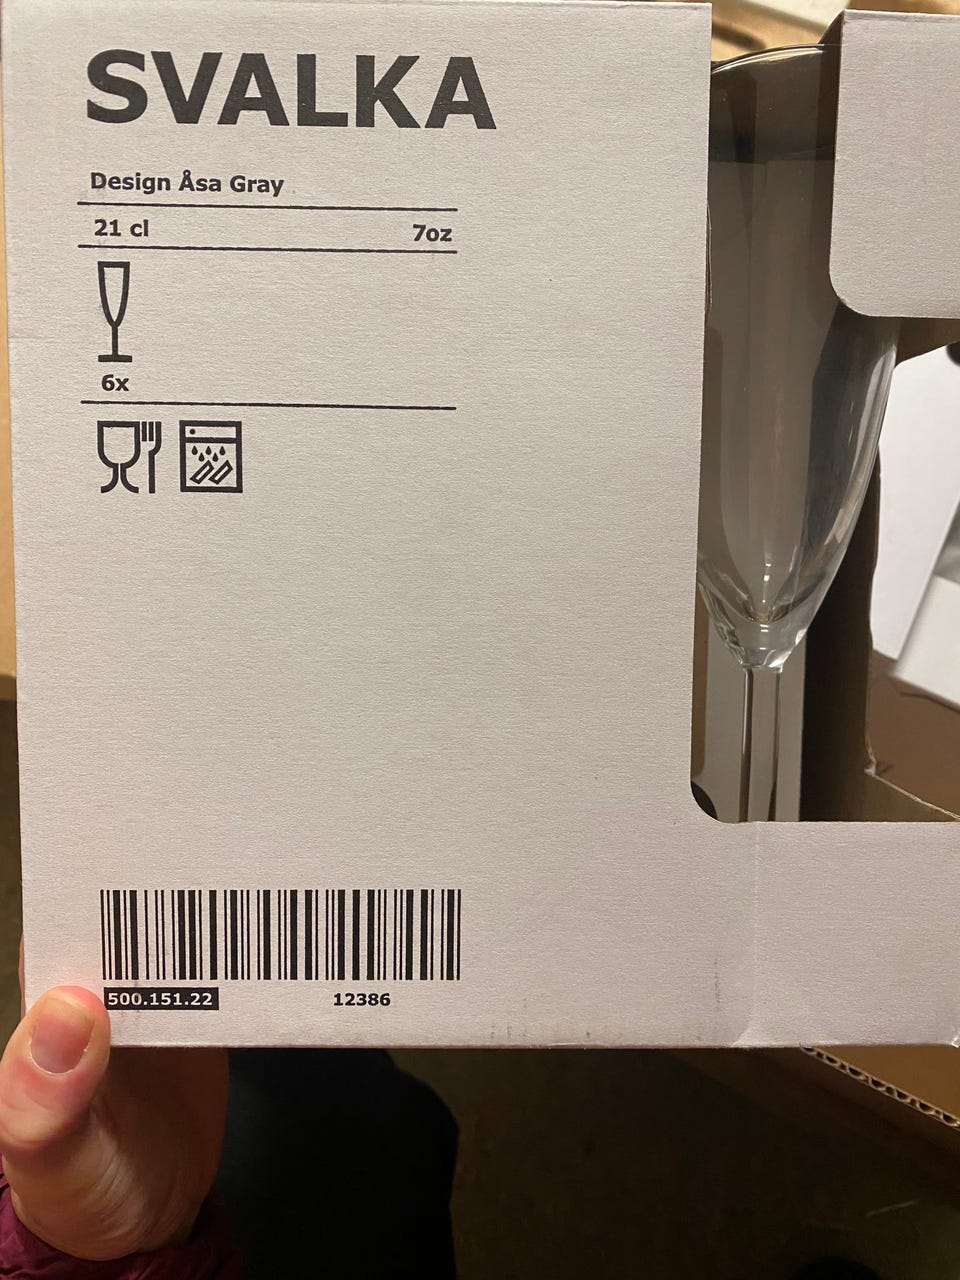 SVALKA
Design Åsa Gray
21 cl 7oz
6x
500.151.22 12386